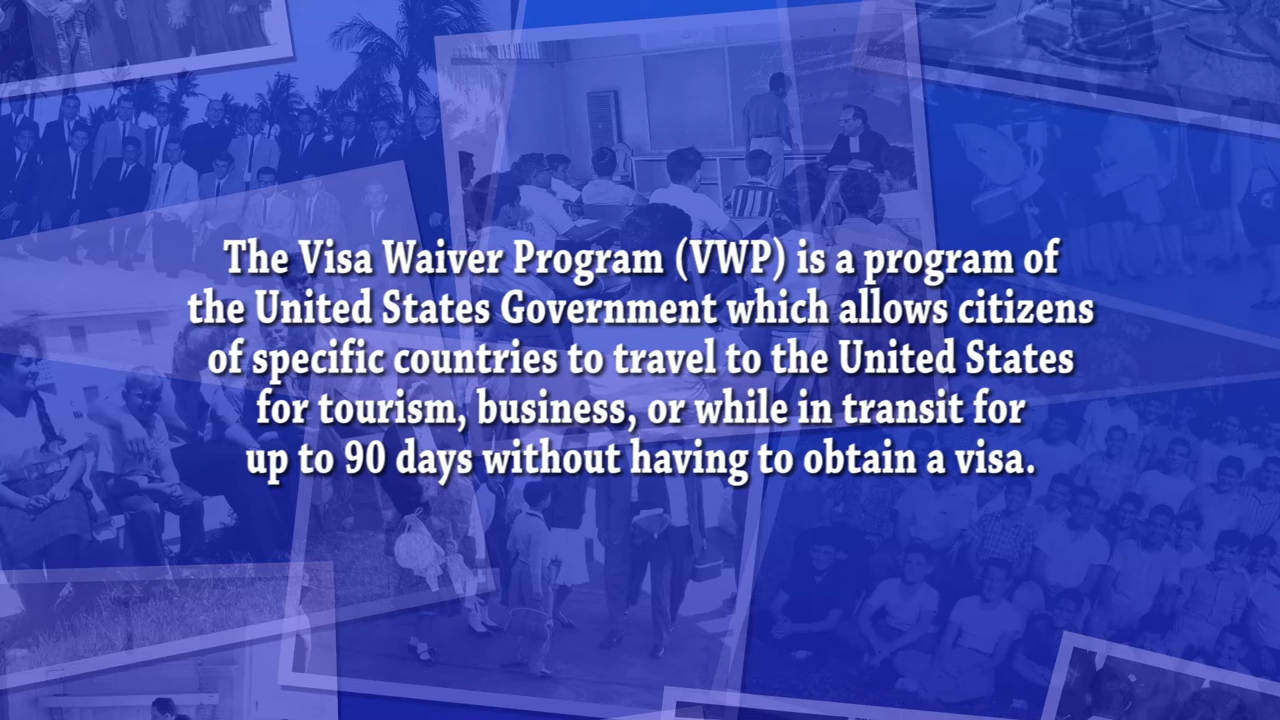 The Visa Waiver Program (VWP) is a program of
the United States Government which allows citizens
of specific countries to travel to the United States
for tourism, business, or while in transit for
up to 90 days without having to obtain a visa.